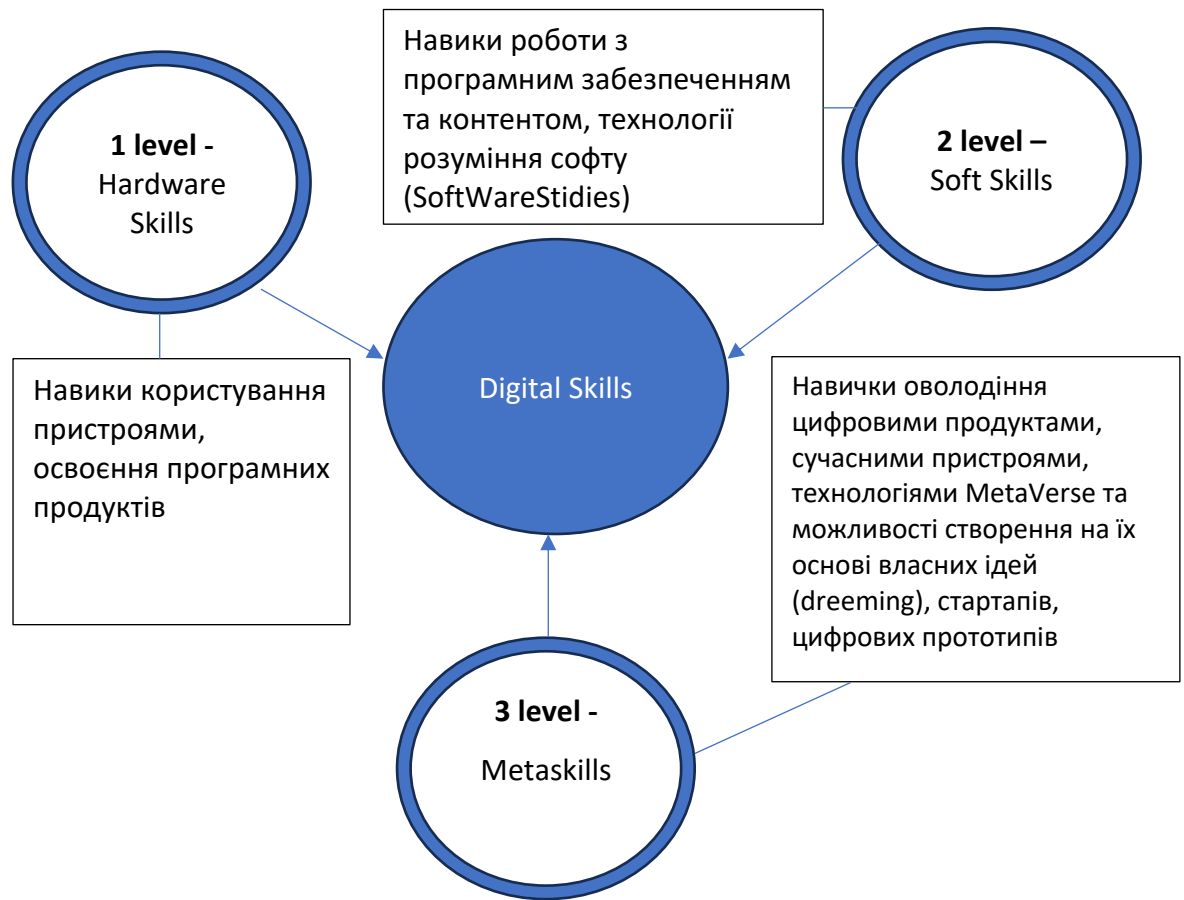 1 level -
Hardware
Skills
Навики роботи з
програмним забезпеченням
та контентом, технології
розуміння софту
(SoftWareStidies)
2 level –
Soft Skills
Digital Skills
Навики користування
пристроями,
освоєння програмних
продуктів
Навички оволодіння
цифровими продуктами,
сучасними пристроями,
технологіями MetaVerse та
можливості створення на їх
основі власних ідей
(dreeming), стартапів,
цифрових прототипів
3 level -
Metaskills